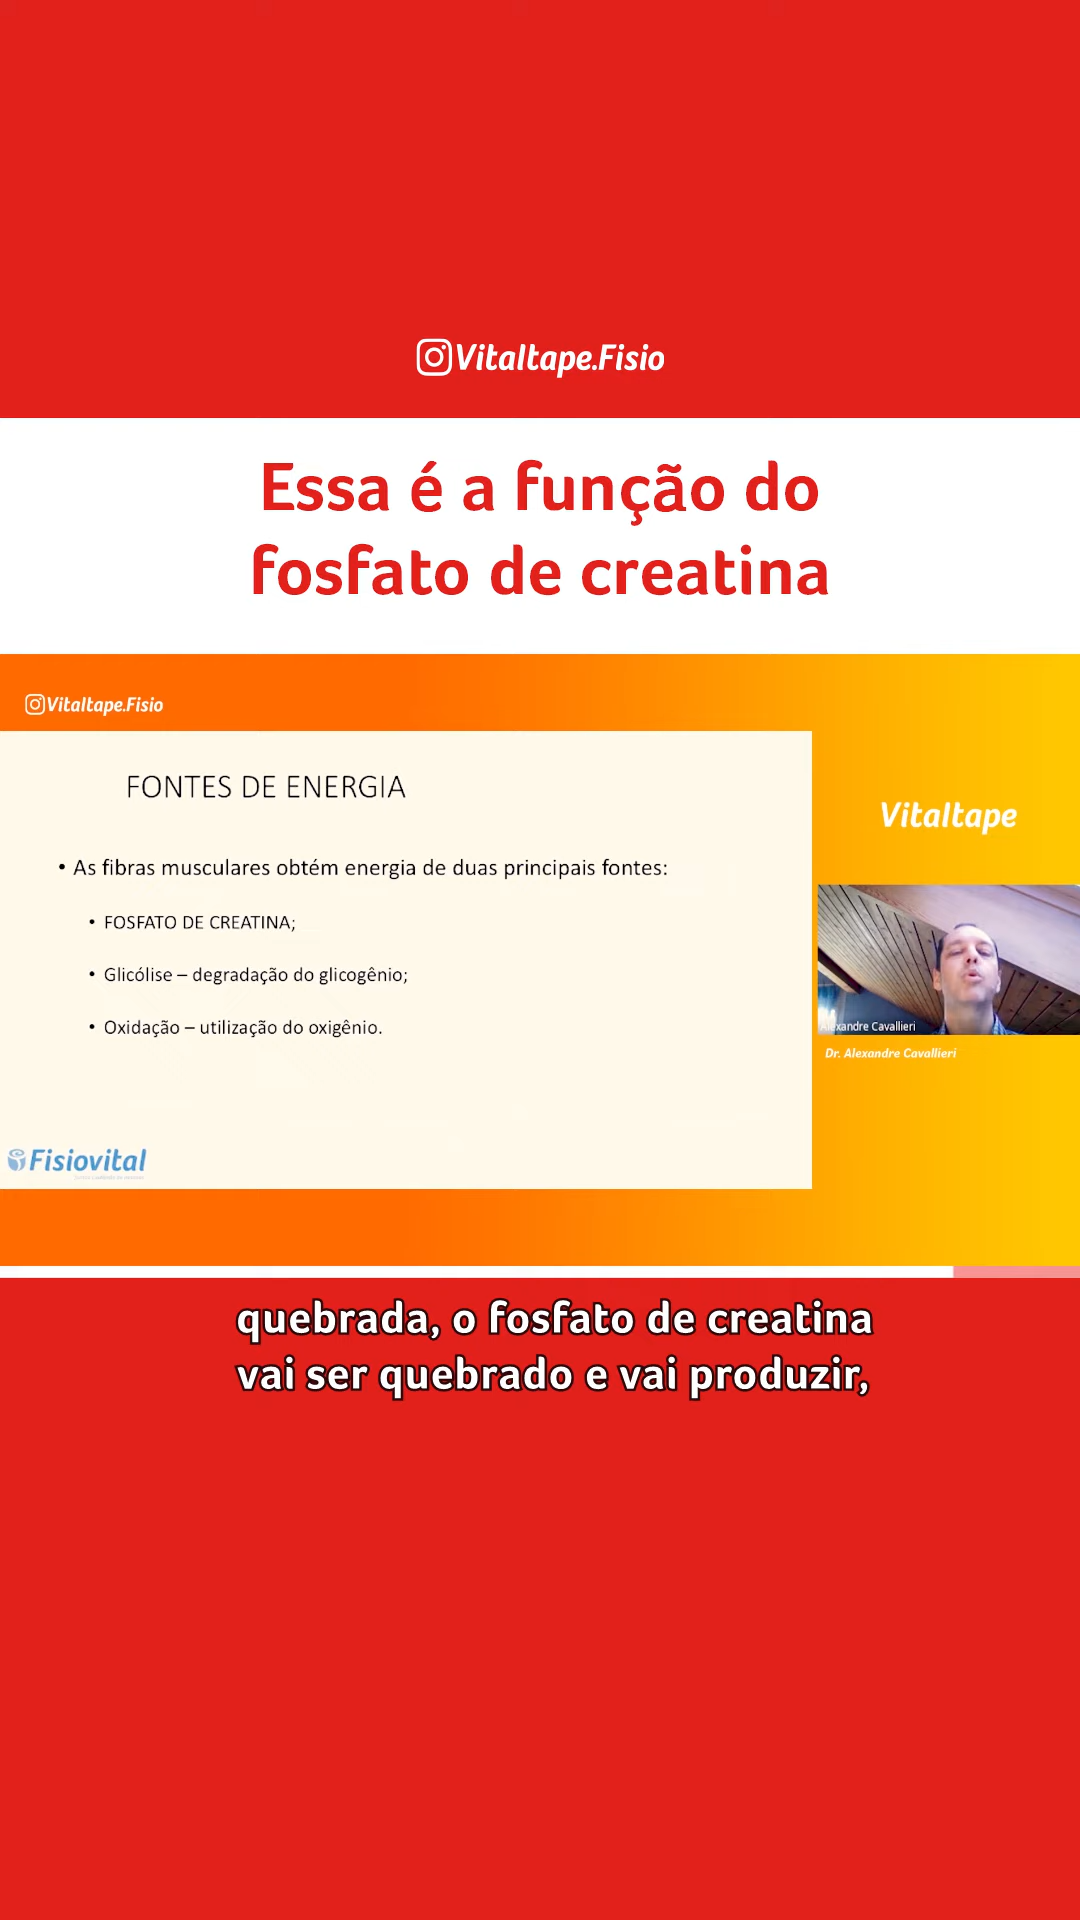 Vitaltape.Fisio
Essa é a função do
fosfato de creatina
Vitaltape.Fisio
FONTES DE ENERGIA
• As fibras musculares obtém energia de duas principais fontes:
• FOSFATO DE CREATINA;
• Glicólise – degradação do glicogênio;
• Oxidação – utilização do oxigênio.
Vitaltape
Alexandre Cavallieri
Dr. Alexandre Cavallieri
Fisiovital
quebrada, o fosfato de creatina
vai ser quebrado e vai produzir,